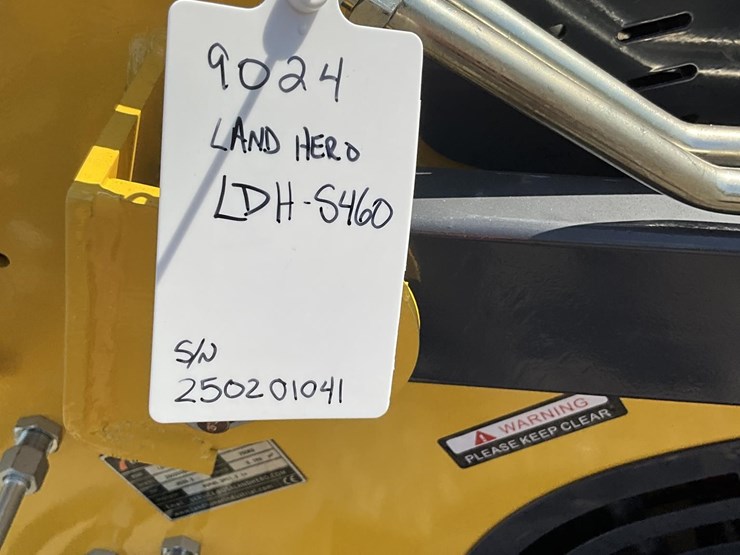 9024
LAND HERO
LDH-S460
S/N
250201041
WARNING
PLEASE KEEP CLEAR